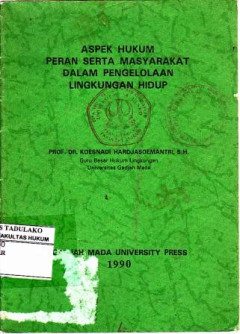 ASPEK HUKUM
PERAN SERTA MASYARAKAT
DALAM PENGELOLAAN
LINGKUNGAN HIDUP
PROF. DR. KOESNADI HARDJASOEMANTRI, S.H.
Guru Besar Hukum Lingkungan
Universitas Gadjah Mada
S TADULAKO
FAKULTAS HUKUM
MADA UNIVERSITY PRESS
1990